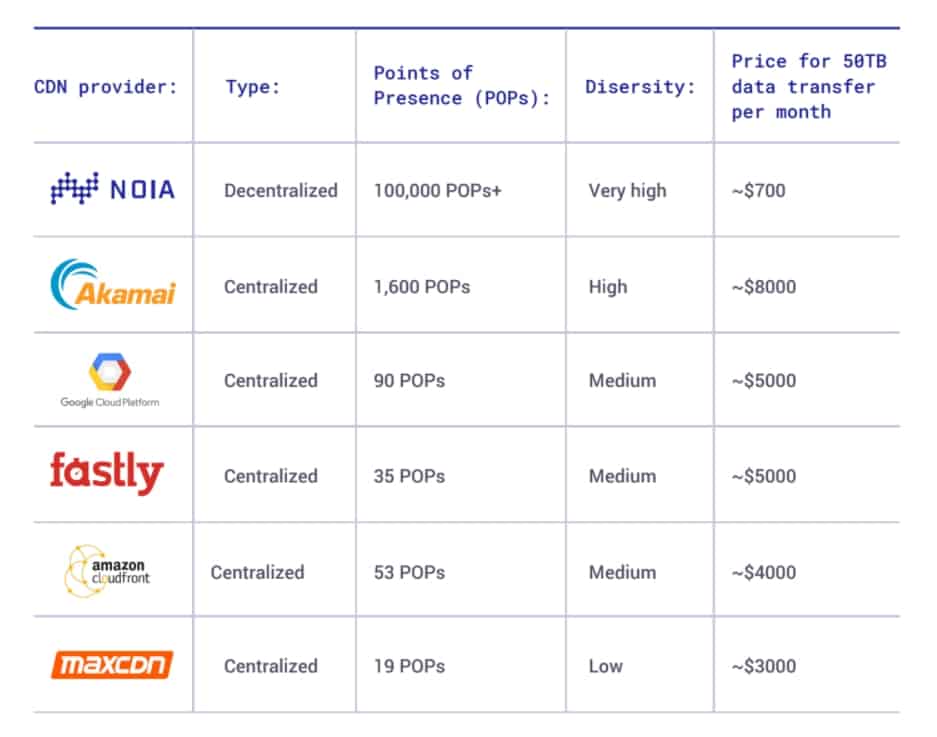 CDN provider: Type: Points of Presence (POPs): Disersity: Price for 50TB data transfer per month
NOIA Decentralized 100,000 POPs+ Very high ~$700
Akamai Centralized 1,600 POPs High ~$8000
Google Cloud Platform Centralized 90 POPs Medium ~$5000
fastly Centralized 35 POPs Medium ~$5000
amazon cloudfront Centralized 53 POPs Medium ~$4000
maxcdn Centralized 19 POPs Low ~$3000